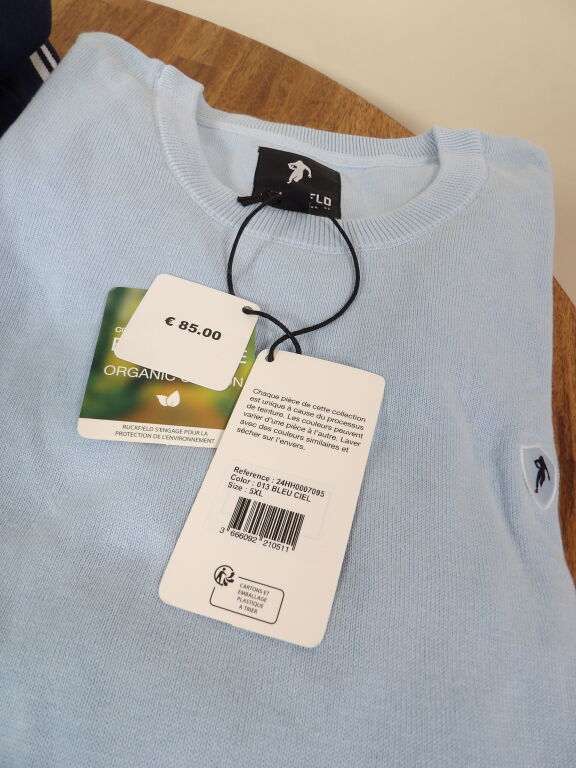 € 85.00
ORGANIC
RUCKFIELD S'ENGAGE POUR LA
PROTECTION DE L'ENVIRONNEMENT
Chaque pièce de cette collection
est unique à cause du processus
de teinture. Les couleurs peuvent
varier d'une pièce à l'autre. Laver
avec des couleurs similaires et
sécher sur l'envers.
Reference : 24HH0007095
Color : 013 BLEU CIEL
Size : 5XL
3 666092 210511
CARTONS ET
EMBALLAGE
PLASTIQUE
A TRIER